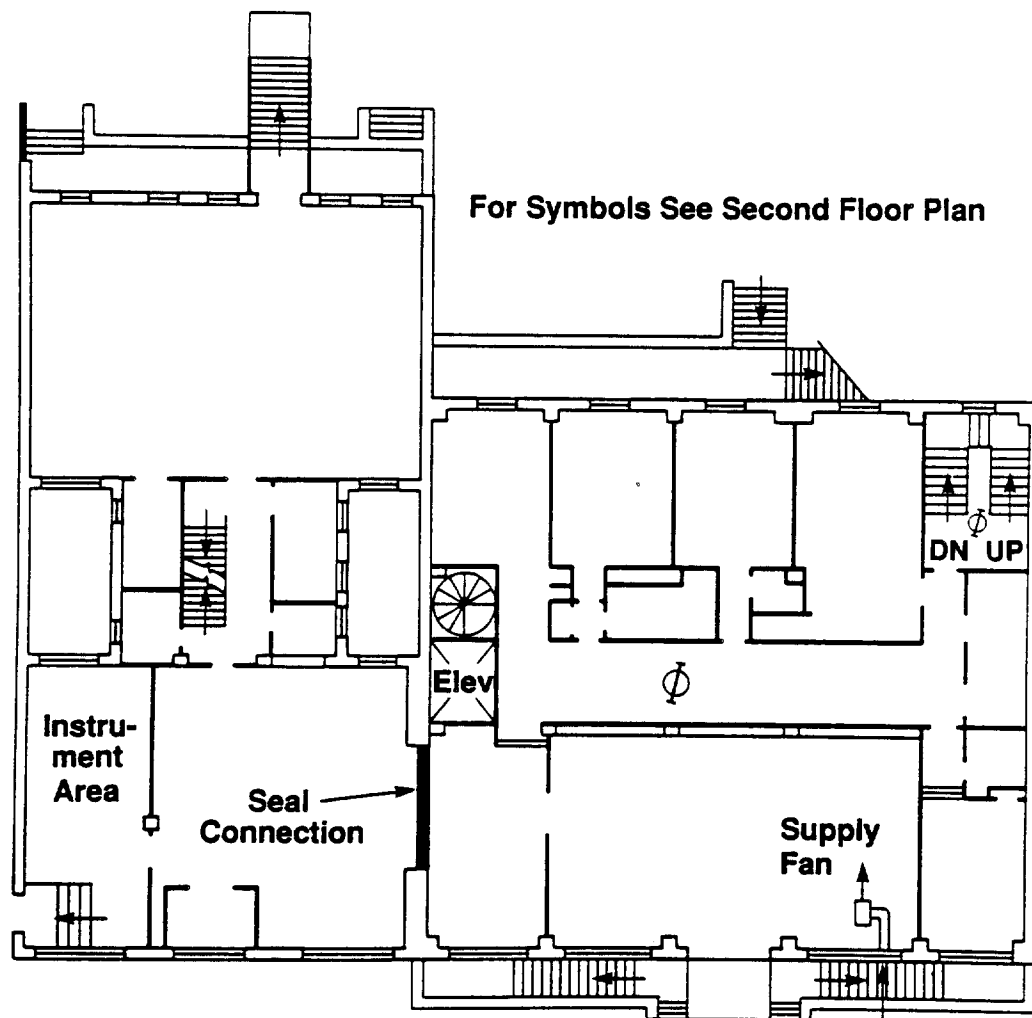 For Symbols See Second Floor Plan
DN UP
Elev
Instru-
ment
Area
Seal
Connection
Supply
Fan